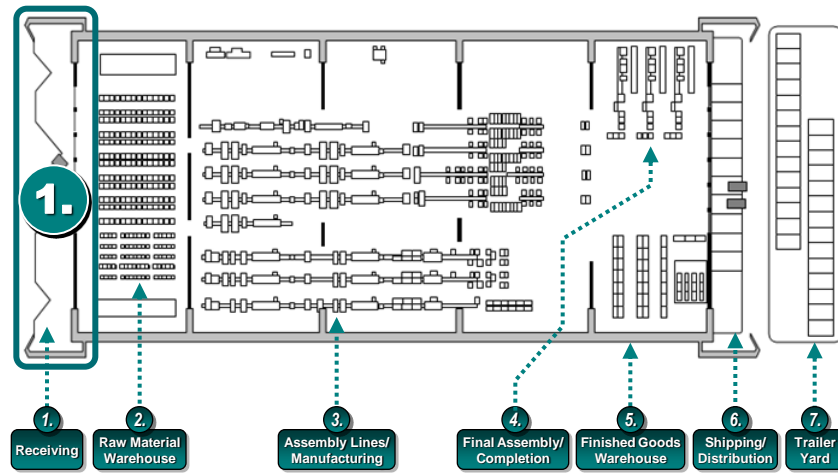 1.
1.
Receiving
2.
Raw Material
Warehouse
3.
Assembly Lines/
Manufacturing
4.
Final Assembly/
Completion
5.
Finished Goods
Warehouse
6.
Shipping/
Distribution
7.
Trailer
Yard